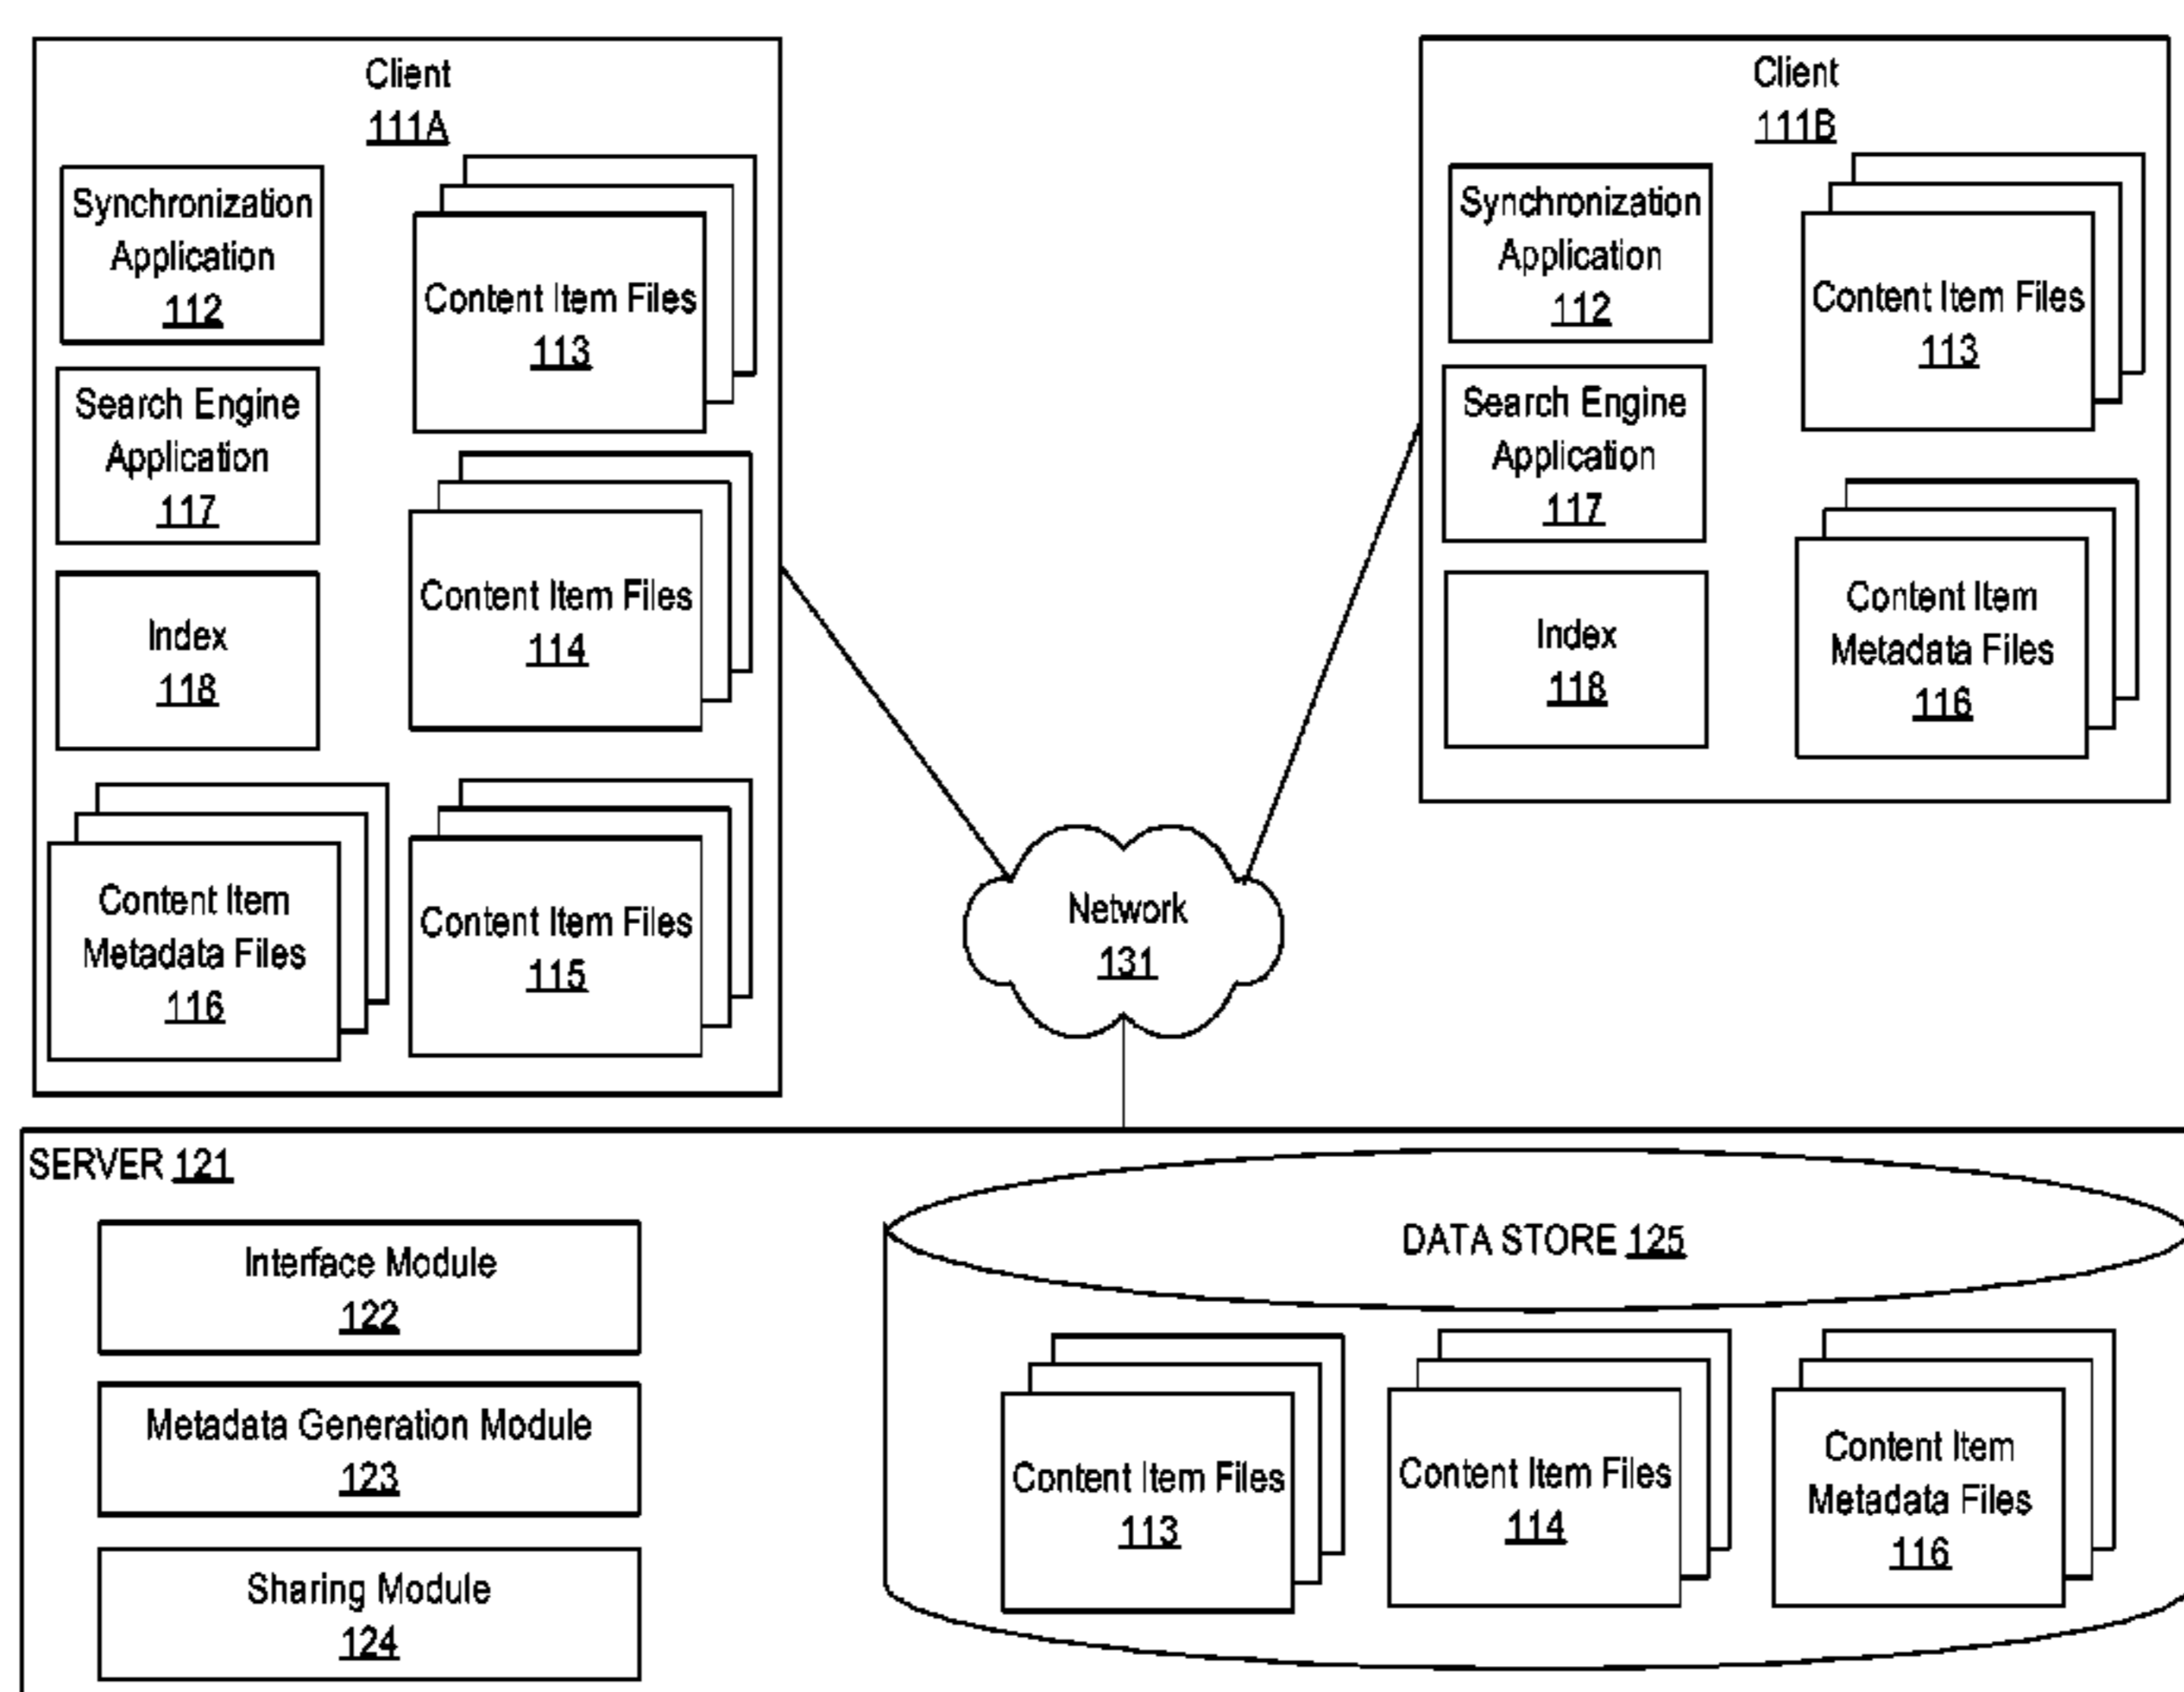 Client
111A
Synchronization
Application
112
Content Item Files
113
Search Engine
Application
117
Content Item Files
114
Index
118
Content Item
Metadata Files
116
Content Item Files
115
Client
111B
Synchronization
Application
112
Content Item Files
113
Search Engine
Application
117
Content Item
Metadata Files
116
Index
118
Network
131
SERVER 121
Interface Module
122
Metadata Generation Module
123
Sharing Module
124
DATA STORE 125
Content Item Files
113
Content Item Files
114
Content Item
Metadata Files
116